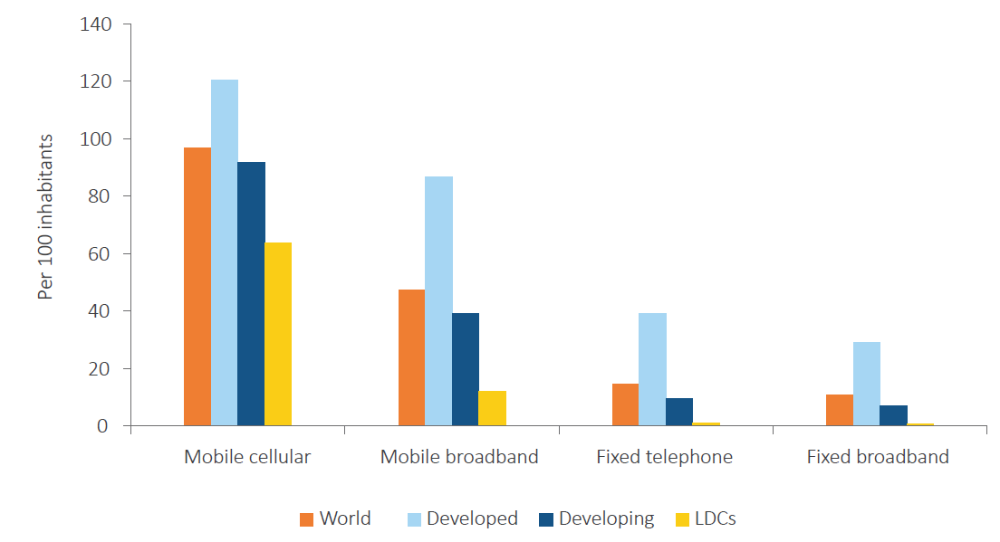 140
120
100
80
60
40
20
0
Per 100 inhabitants
Mobile cellular
Mobile broadband
Fixed telephone
Fixed broadband
World
Developed
Developing
LDCs